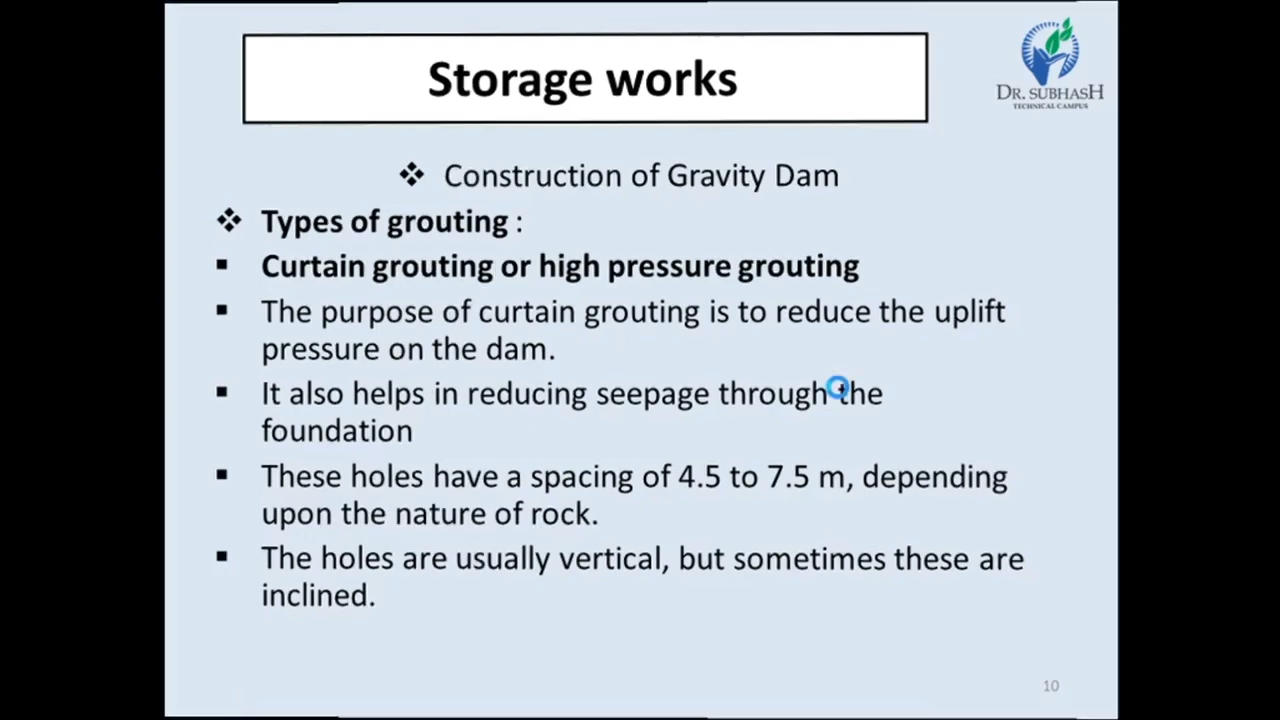 Storage works
DR. SUBHASH
TECHNICAL CAMPUS
❖ Construction of Gravity Dam
❖ Types of grouting :
▪ Curtain grouting or high pressure grouting
▪ The purpose of curtain grouting is to reduce the uplift
pressure on the dam.
▪ It also helps in reducing seepage through the
foundation
▪ These holes have a spacing of 4.5 to 7.5 m, depending
upon the nature of rock.
▪ The holes are usually vertical, but sometimes these are
inclined.
10